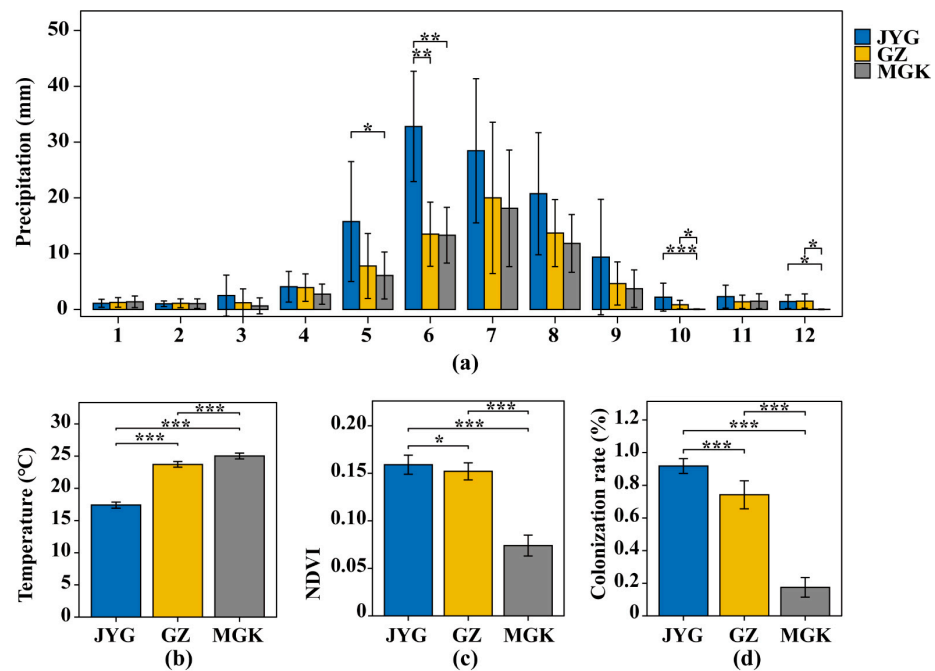 JYG
GZ
MGK
Precipitation (mm)
50
40
30
20
10
0
* ** ** *** * * *
1 2 3 4 5 6 7 8 9 10 11 12
(a)
Temperature (°C)
35
30
25
20
15
10
5
0
***
***
***
JYG GZ MGK
(b)
NDVI
0.20
0.15
0.10
0.05
0
***
***
*
JYG GZ MGK
(c)
Colonization rate (%)
1.2
1.0
0.8
0.6
0.4
0.2
0
***
***
***
JYG GZ MGK
(d)